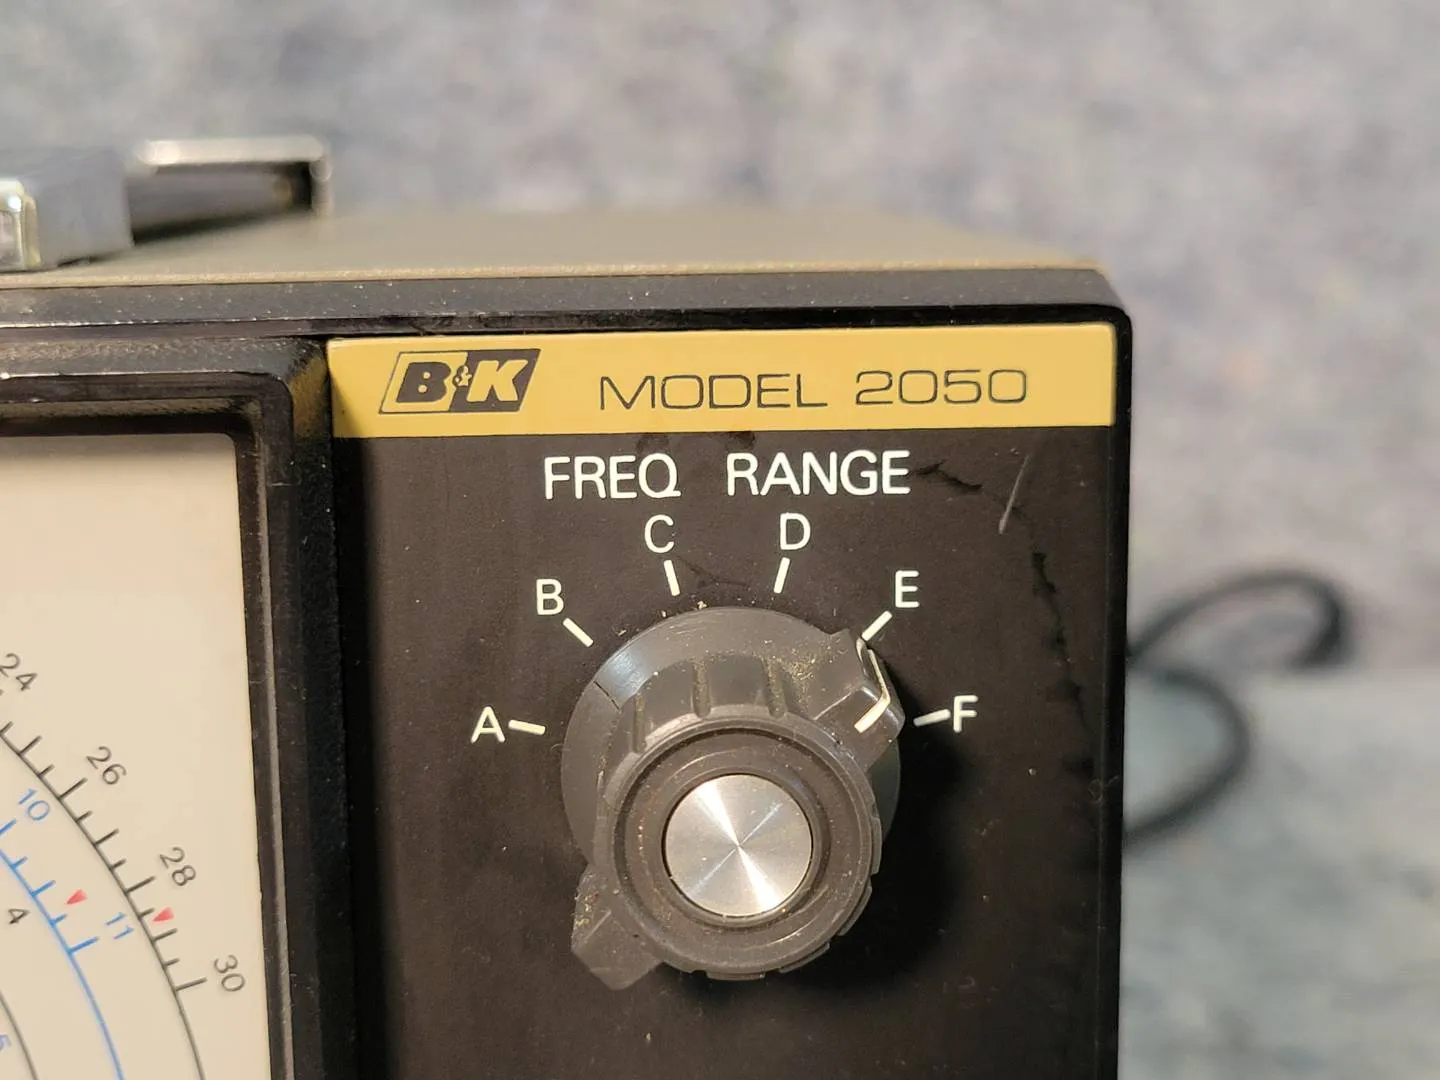 B&K MODEL 2050
FREQ RANGE
C D
B E
A F
24
26
10
28
4
11
30